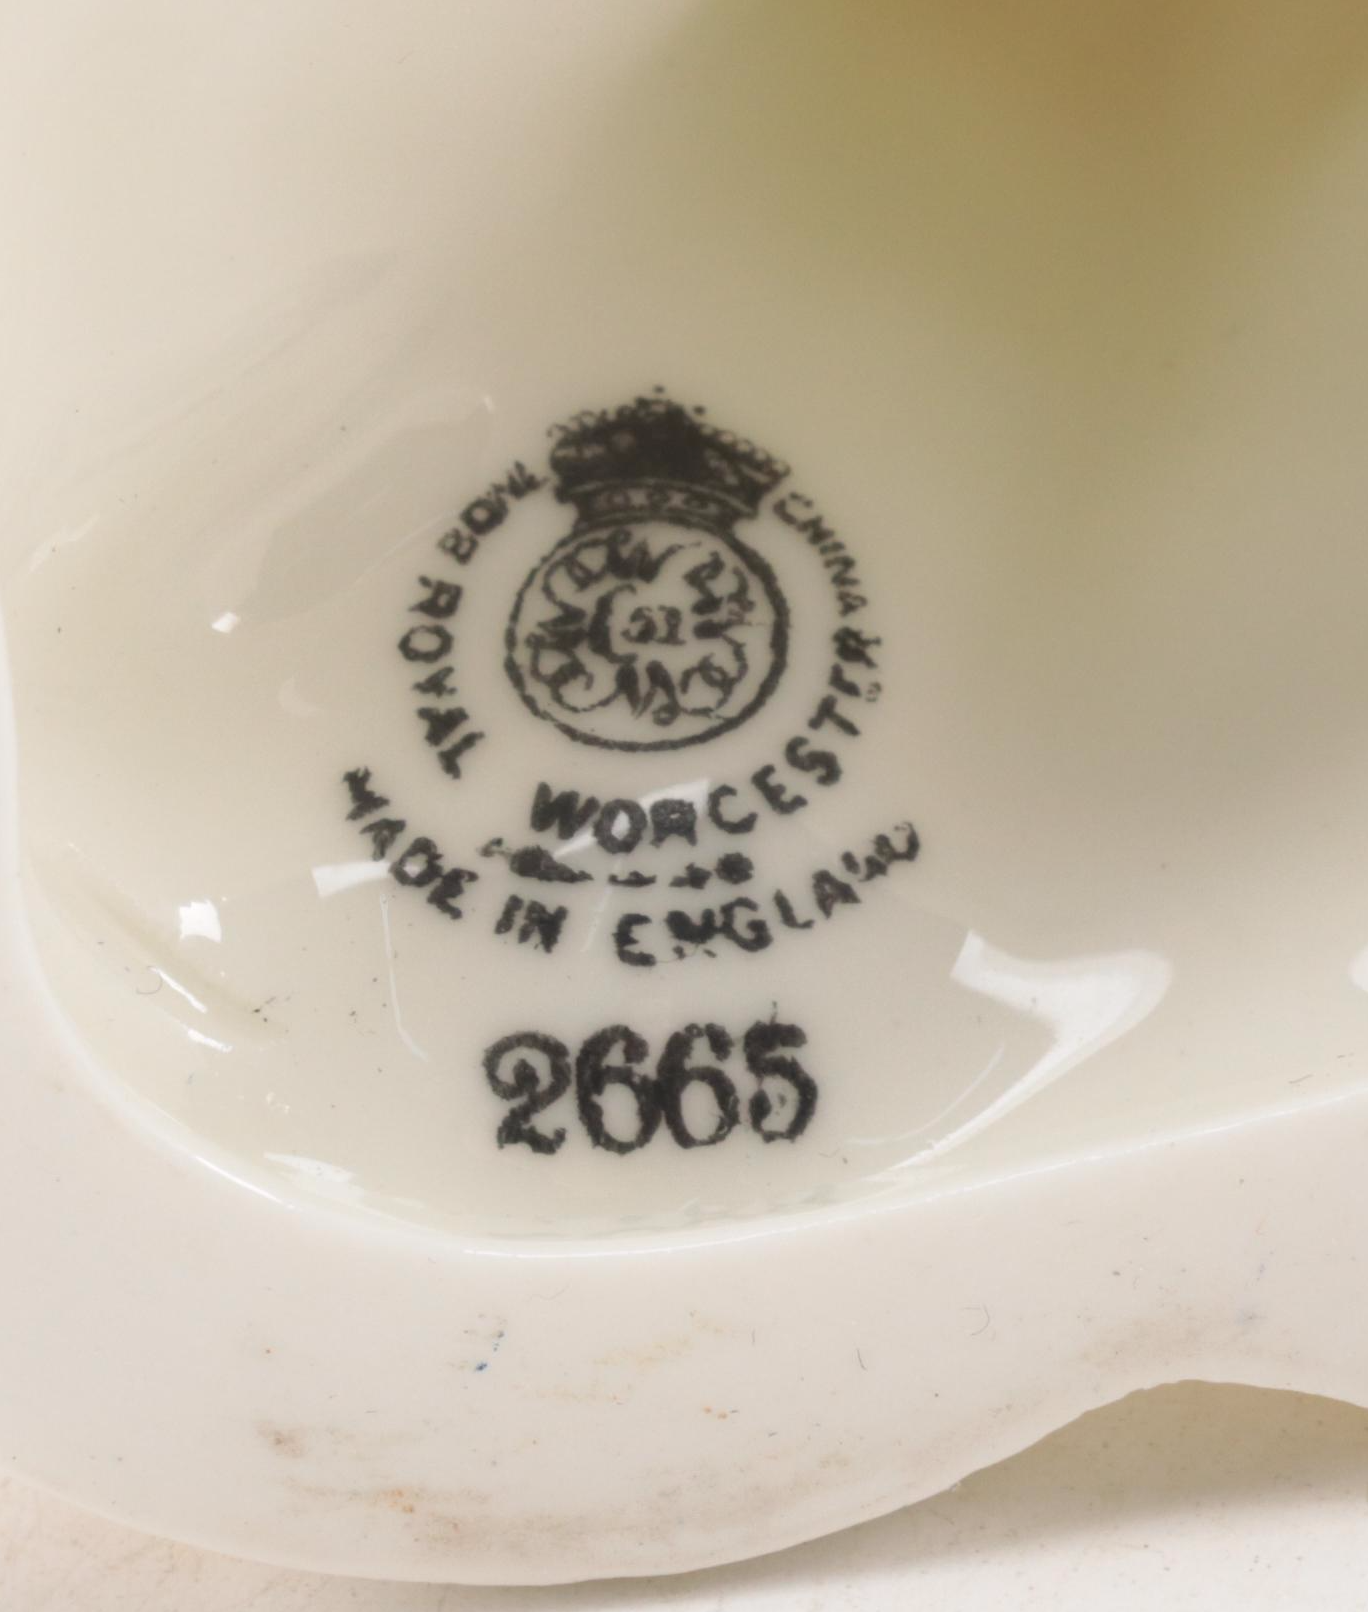 ROYAL BONE CHINA
WORCESTER
51
MADE IN ENGLAND
2665